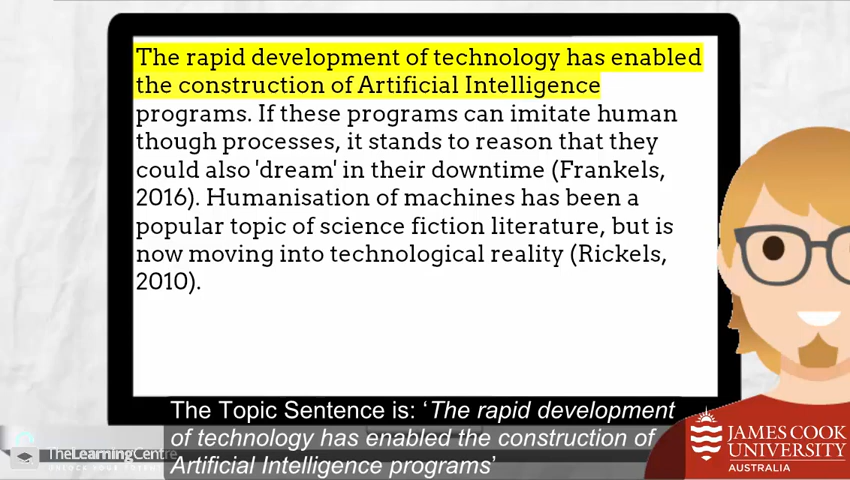 The rapid development of technology has enabled
the construction of Artificial Intelligence
programs. If these programs can imitate human
though processes, it stands to reason that they
could also 'dream' in their downtime (Frankels,
2016). Humanisation of machines has been a
popular topic of science fiction literature, but is
now moving into technological reality (Rickels,
2010).
The Topic Sentence is: ‘The rapid development
of technology has enabled the construction of
Artificial Intelligence programs’
TheLearningCentre
UNLOCK YOUR
JAMES COOK
UNIVERSITY
AUSTRALIA